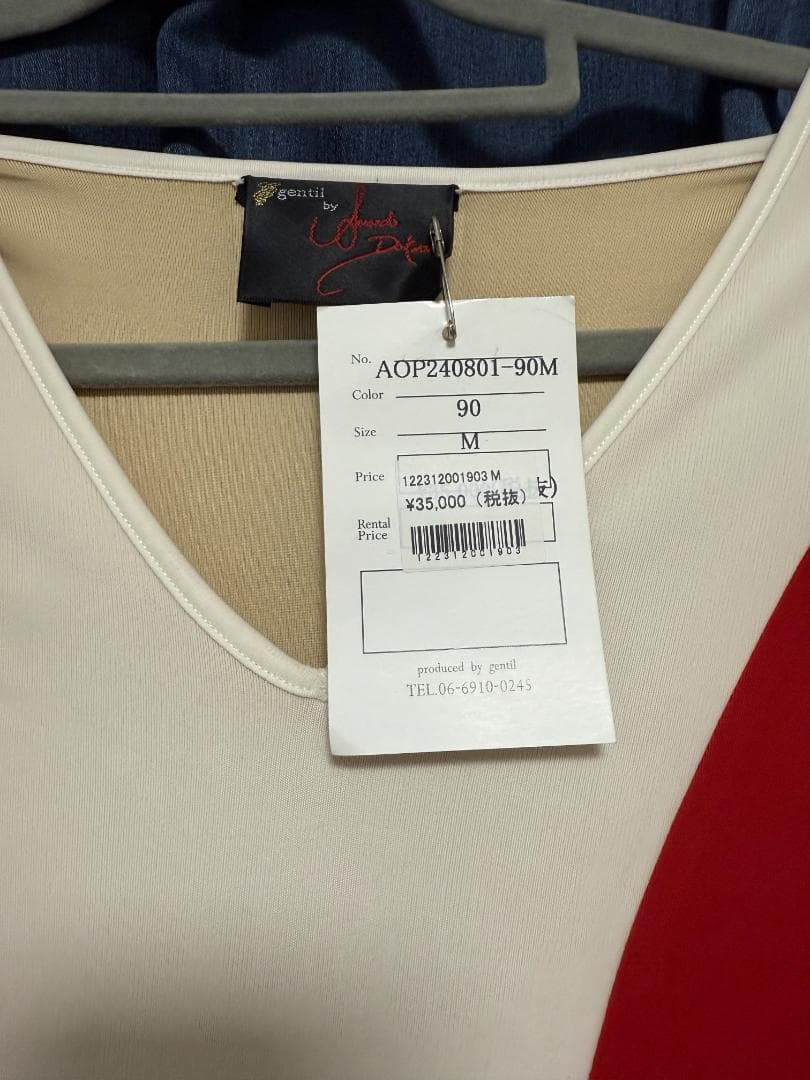 gentil
by
No. AOP240801-90M
Color 90
Size M
Price 122312001903 M
¥35,000 (税抜)
Rental
Price
122312001903
produced by gentil
TEL.06-6910-0245